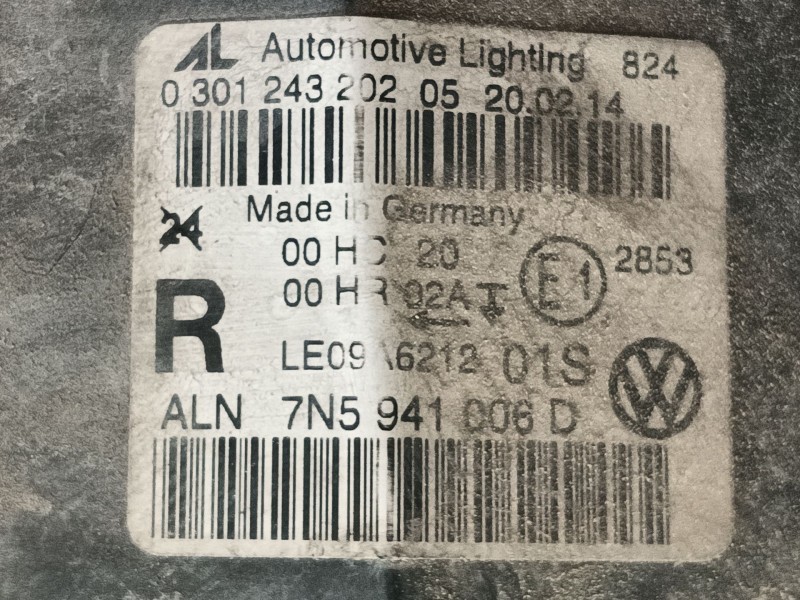 AL Automotive Lighting 824
0 301 243 202 05 20.02.14
Made in Germany
24
00 HC 20
E1 2853
00 HR 02A
R
LE09 6212 01S
ALN 7N5 941 006 D